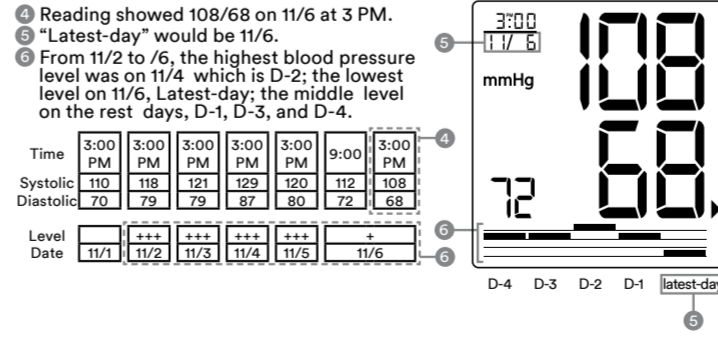 4 Reading showed 108/68 on 11/6 at 3 PM.
5 “Latest-day” would be 11/6.
6 From 11/2 to /6, the highest blood pressure
level was on 11/4 which is D-2; the lowest
level on 11/6, Latest-day; the middle level
on the rest days, D-1, D-3, and D-4.
Time 3:00 PM 3:00 PM 3:00 PM 3:00 PM 3:00 PM 9:00 3:00 PM
Systolic 110 118 121 129 120 112 108
Diastolic 70 79 79 87 80 72 68
Level +++ +++ +++ +++ +
Date 11/1 11/2 11/3 11/4 11/5 11/6
4
6
6
5
3:00 PM
11/ 6
108
mmHg
68
72
6
D-4 D-3 D-2 D-1 latest-day
5